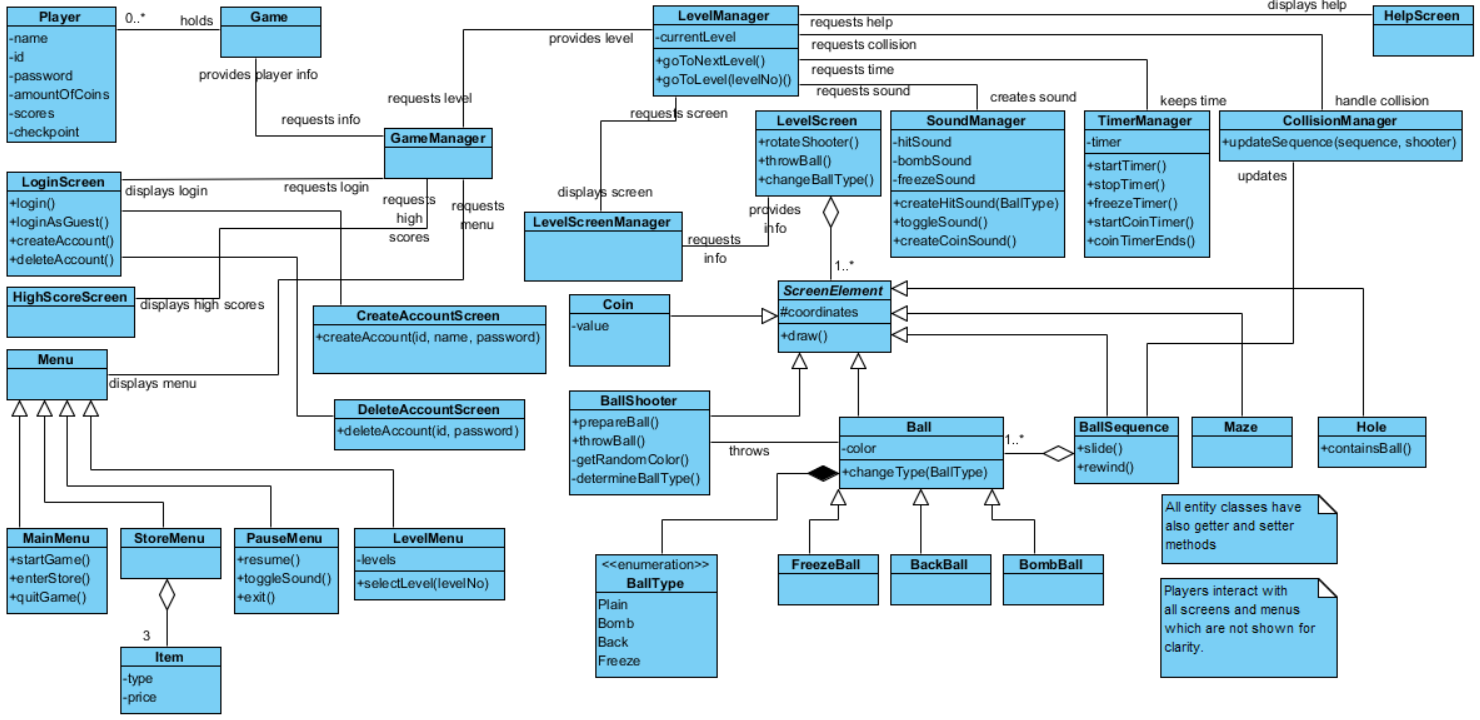 Player
-name
-id
-password
-amountOfCoins
-scores
-checkpoint
0..*
holds
Game
provides player info
requests info
requests level
provides level
GameManager
LevelManager
-currentLevel
+goToNextLevel()
+goToLevel(levelNo)()
displays help
requests help
HelpScreen
requests collision
requests time
requests sound
requests screen
creates sound
keeps time
handle collision
LevelScreen
+rotateShooter()
+throwBall()
+changeBallType()
SoundManager
-hitSound
-bombSound
-freezeSound
+createHitSound(BallType)
+toggleSound()
+createCoinSound()
TimerManager
-timer
+startTimer()
+stopTimer()
+freezeTimer()
+startCoinTimer()
+coinTimerEnds()
CollisionManager
+updateSequence(sequence, shooter)
updates
LoginScreen
+login()
+loginAsGuest()
+createAccount()
+deleteAccount()
displays login
requests login
requests
high
scores
requests
menu
displays screen
LevelScreenManager
requests
info
provides
info
1..*
HighScoreScreen
displays high scores
CreateAccountScreen
+createAccount(id, name, password)
Coin
-value
ScreenElement
#coordinates
+draw()
Menu
displays menu
DeleteAccountScreen
+deleteAccount(id, password)
BallShooter
+prepareBall()
+throwBall()
-getRandomColor()
-determineBallType()
throws
Ball
-color
+changeType(BallType)
1..*
BallSequence
+slide()
+rewind()
Maze
Hole
+containsBall()
MainMenu
+startGame()
+enterStore()
+quitGame()
StoreMenu
PauseMenu
+resume()
+toggleSound()
+exit()
LevelMenu
-levels
+selectLevel(levelNo)
<<enumeration>>
BallType
Plain
Bomb
Back
Freeze
FreezeBall
BackBall
BombBall
All entity classes have
also getter and setter
methods
Players interact with
all screens and menus
which are not shown for
clarity.
3
Item
-type
-price